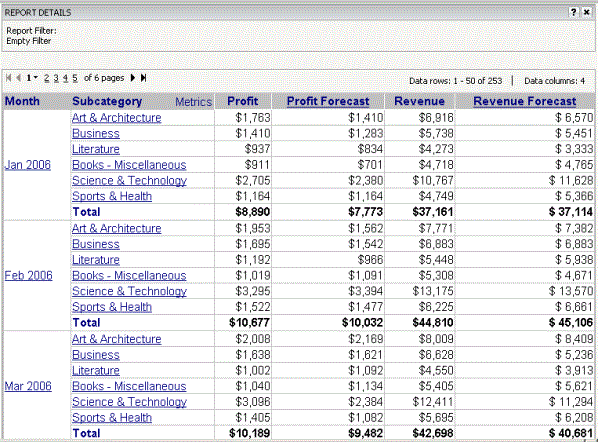 REPORT DETAILS ? ×
Report Filter:
Empty Filter
1 2 3 4 5 of 6 pages Data rows: 1 - 50 of 253 | Data columns: 4
Month Subcategory Metrics Profit Profit Forecast Revenue Revenue Forecast
Art & Architecture $1,763 $1,410 $6,916 $ 6,570
Business $1,410 $1,283 $5,738 $ 5,451
Literature $937 $834 $4,273 $ 3,333
Jan 2006 Books - Miscellaneous $911 $701 $4,718 $ 4,765
Science & Technology $2,705 $2,380 $10,767 $ 11,628
Sports & Health $1,164 $1,164 $4,749 $ 5,366
Total $8,890 $7,773 $37,161 $ 37,114
Art & Architecture $1,953 $1,562 $7,771 $ 7,382
Business $1,695 $1,542 $6,883 $ 6,883
Literature $1,192 $966 $5,448 $ 5,938
Feb 2006 Books - Miscellaneous $1,019 $1,091 $5,308 $ 4,671
Science & Technology $3,295 $3,394 $13,175 $ 13,570
Sports & Health $1,522 $1,477 $6,225 $ 6,661
Total $10,677 $10,032 $44,810 $ 45,106
Art & Architecture $2,008 $2,169 $8,009 $ 8,409
Business $1,638 $1,621 $6,628 $ 5,236
Literature $1,002 $1,092 $4,550 $ 3,913
Mar 2006 Books - Miscellaneous $1,040 $1,134 $5,405 $ 5,621
Science & Technology $3,096 $2,384 $12,411 $ 11,294
Sports & Health $1,405 $1,082 $5,695 $ 6,208
Total $10,189 $9,482 $42,698 $ 40,681